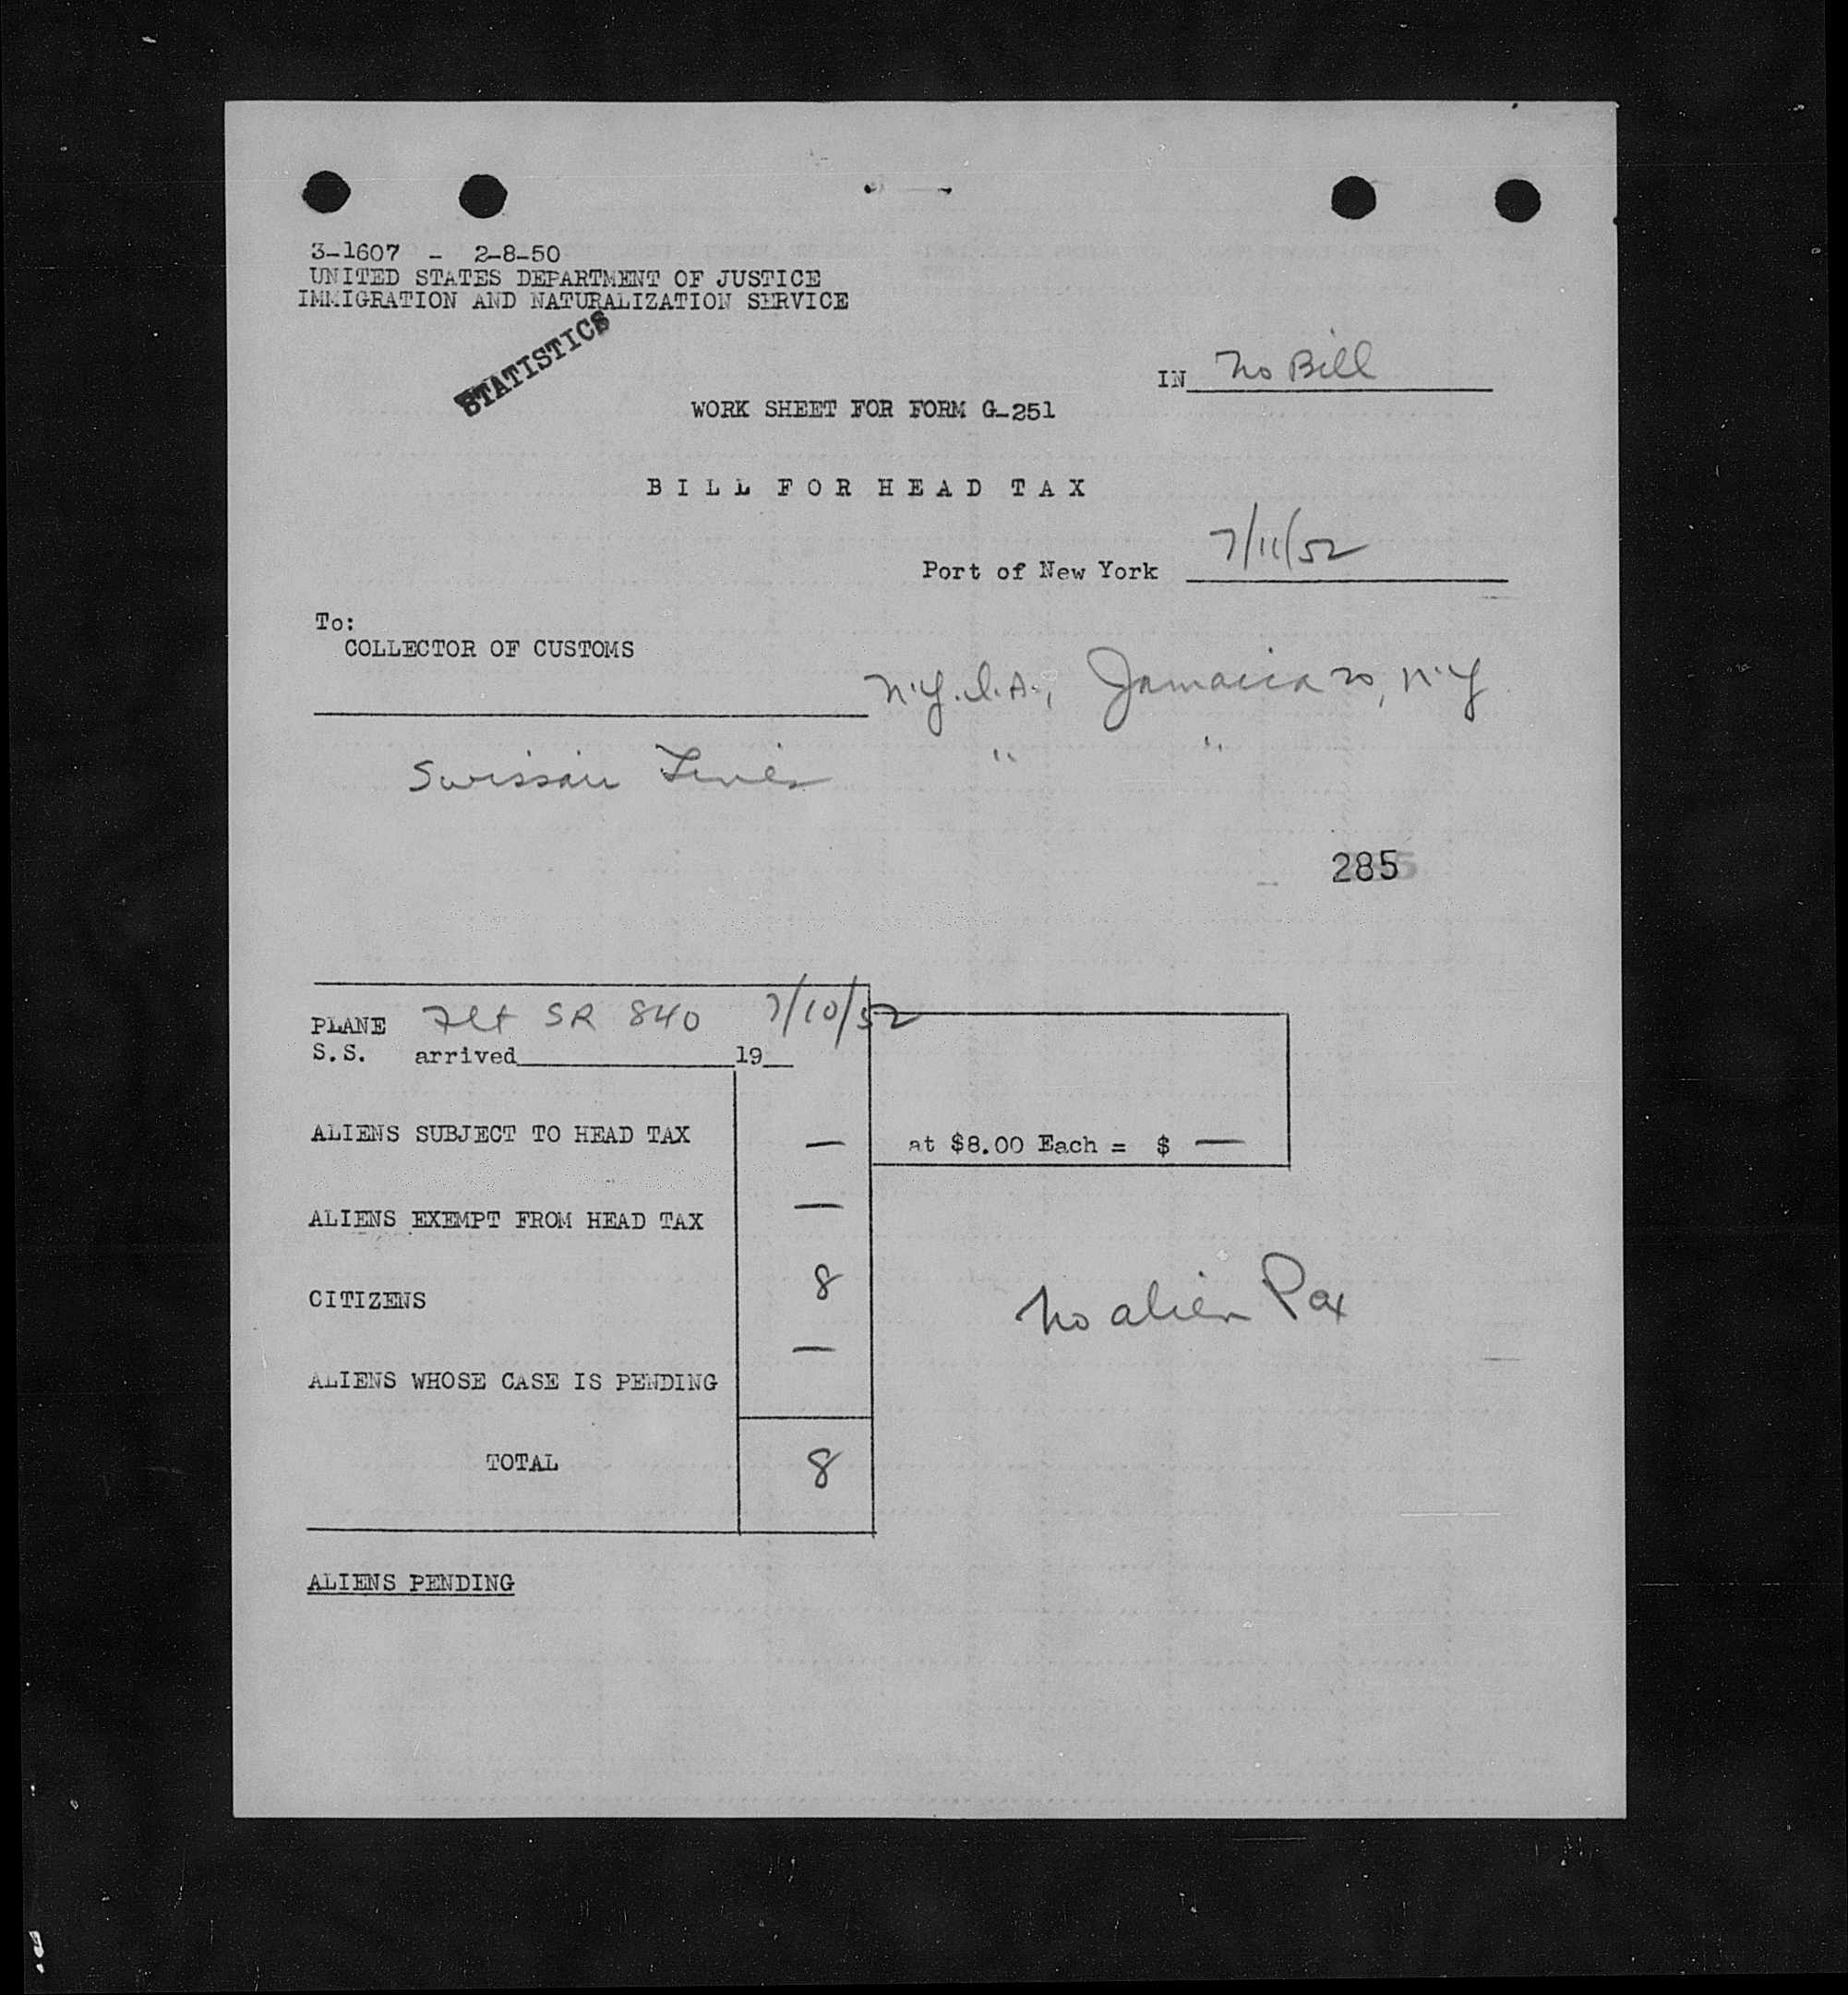 3-1607 - 2-8-50
UNITED STATES DEPARTMENT OF JUSTICE
IMMIGRATION AND NATURALIZATION SERVICE
STATISTICS
IN No Bill
WORK SHEET FOR FORM G-251
BILL FOR HEAD TAX
Port of New York 7/11/52
To:
COLLECTOR OF CUSTOMS
N.Y.I.A., Jamaica 20, N.Y
Swissair Lines " "
285
PLANE Flt SR 840 7/10/52
S.S. arrived 19
ALIENS SUBJECT TO HEAD TAX — at $8.00 Each = $ —
ALIENS EXEMPT FROM HEAD TAX —
CITIZENS 8
No alien Pax
ALIENS WHOSE CASE IS PENDING —
TOTAL 8
ALIENS PENDING